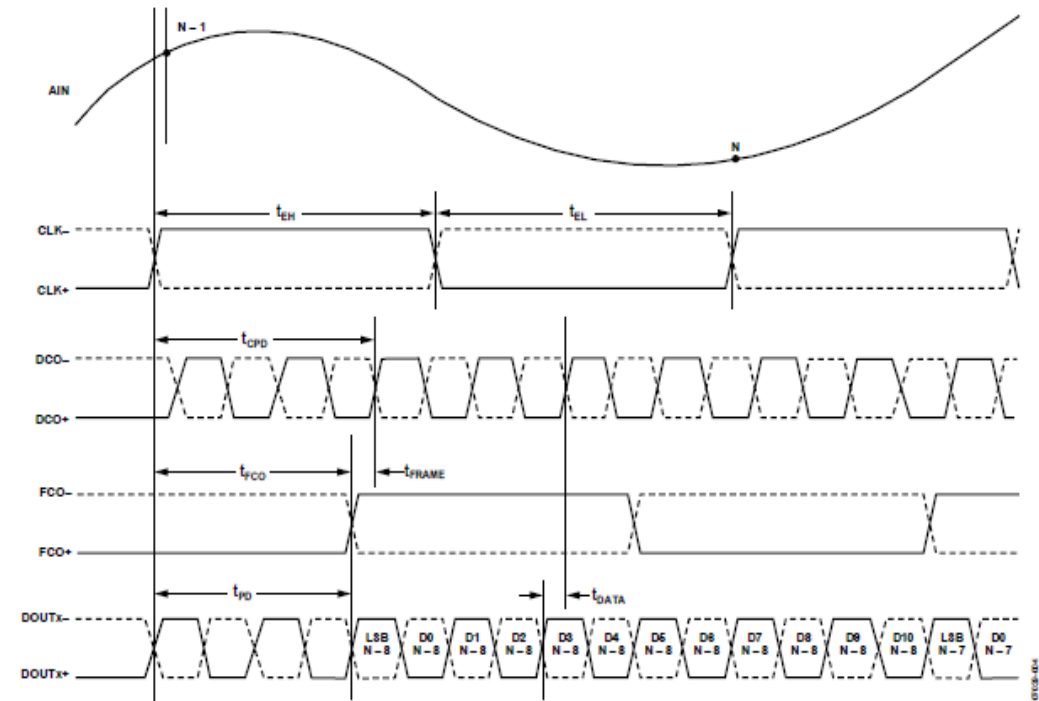 N – 1
AIN
N
tEH
tEL
CLK–
CLK+
tCPD
DCO–
DCO+
tFCO
tFRAME
FCO–
FCO+
tPD
tDATA
DOUTx–
DOUTx+
LSB N – 8
D0 N – 8
D1 N – 8
D2 N – 8
D3 N – 8
D4 N – 8
D5 N – 8
D6 N – 8
D7 N – 8
D8 N – 8
D9 N – 8
D10 N – 8
LSB N – 7
D0 N – 7